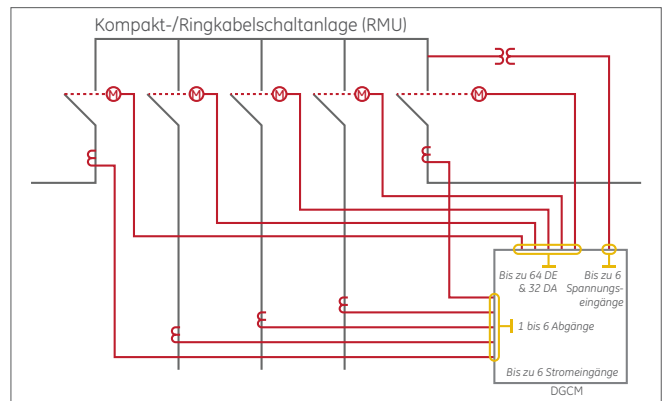 Kompakt-/Ringkabelschaltanlage (RMU)
M M M M M
Bis zu 64 DE
& 32 DA
Bis zu 6
Spannungs-
eingänge
1 bis 6 Abgänge
Bis zu 6 Stromeingänge
DGCM